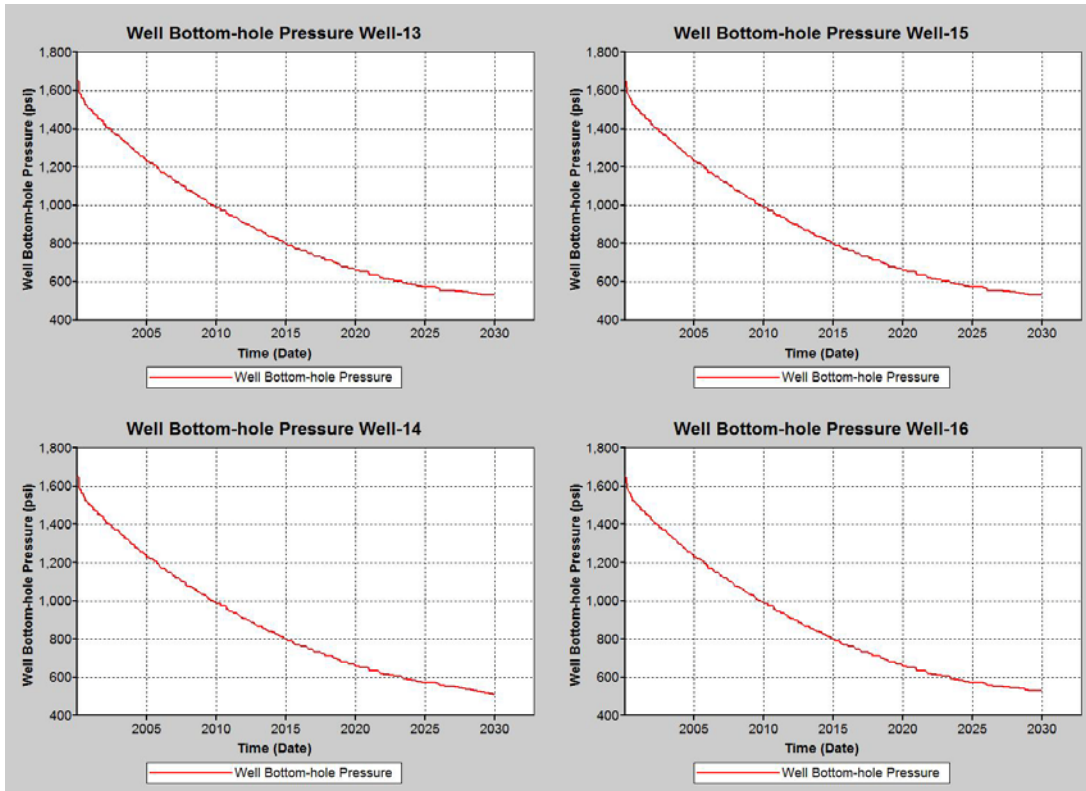 Well Bottom-hole Pressure Well-13
Well Bottom-hole Pressure (psi)
1,800
1,600
1,400
1,200
1,000
800
600
400
2005 2010 2015 2020 2025 2030
Time (Date)
Well Bottom-hole Pressure
Well Bottom-hole Pressure Well-15
Well Bottom-hole Pressure (psi)
1,800
1,600
1,400
1,200
1,000
800
600
400
2005 2010 2015 2020 2025 2030
Time (Date)
Well Bottom-hole Pressure
Well Bottom-hole Pressure Well-14
Well Bottom-hole Pressure (psi)
1,800
1,600
1,400
1,200
1,000
800
600
400
2005 2010 2015 2020 2025 2030
Time (Date)
Well Bottom-hole Pressure
Well Bottom-hole Pressure Well-16
Well Bottom-hole Pressure (psi)
1,800
1,600
1,400
1,200
1,000
800
600
400
2005 2010 2015 2020 2025 2030
Time (Date)
Well Bottom-hole Pressure